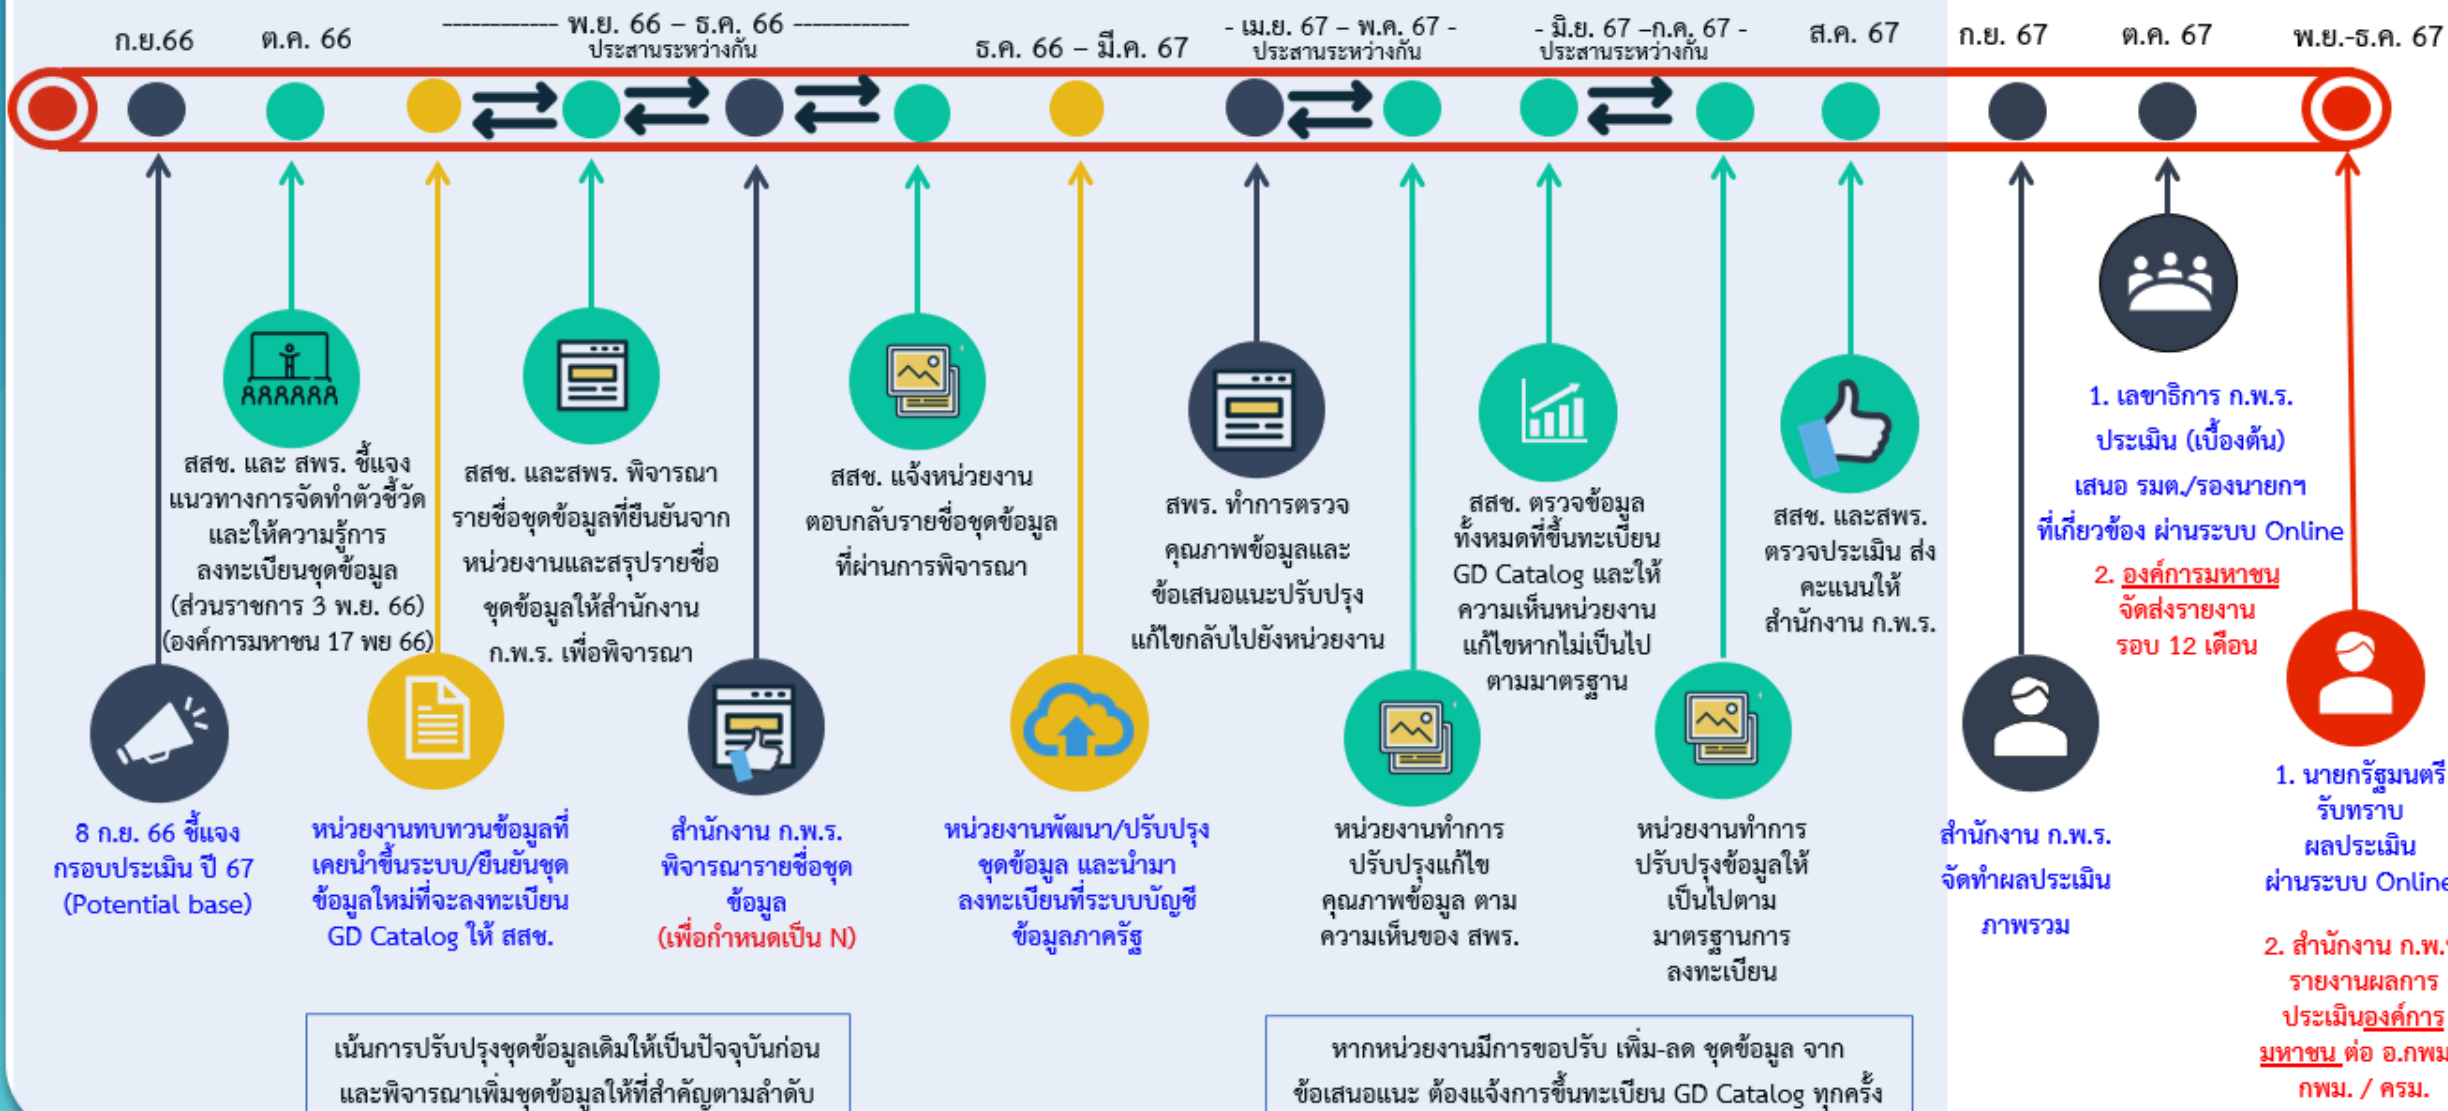 ก.ย.66
ต.ค. 66
------------ พ.ย. 66 – ธ.ค. 66 ------------
ประสานระหว่างกัน
ธ.ค. 66 – มี.ค. 67
- เม.ย. 67 – พ.ค. 67 -
ประสานระหว่างกัน
- มิ.ย. 67 –ก.ค. 67 -
ประสานระหว่างกัน
ส.ค. 67
ก.ย. 67
ต.ค. 67
พ.ย.-ธ.ค. 67
สสช. และ สพร. ชี้แจง
แนวทางการจัดทำตัวชี้วัด
และให้ความรู้การ
ลงทะเบียนชุดข้อมูล
(ส่วนราชการ 3 พ.ย. 66)
(องค์การมหาชน 17 พย 66)
สสช. และสพร. พิจารณา
รายชื่อชุดข้อมูลที่ยืนยันจาก
หน่วยงานและสรุปรายชื่อ
ชุดข้อมูลให้สำนักงาน
ก.พ.ร. เพื่อพิจารณา
สสช. แจ้งหน่วยงาน
ตอบกลับรายชื่อชุดข้อมูล
ที่ผ่านการพิจารณา
สพร. ทำการตรวจ
คุณภาพข้อมูลและ
ข้อเสนอแนะปรับปรุง
แก้ไขกลับไปยังหน่วยงาน
สสช. ตรวจข้อมูล
ทั้งหมดที่ขึ้นทะเบียน
GD Catalog และให้
ความเห็นหน่วยงาน
แก้ไขหากไม่เป็นไป
ตามมาตรฐาน
สสช. และสพร.
ตรวจประเมิน ส่ง
คะแนนให้
สำนักงาน ก.พ.ร.
1. เลขาธิการ ก.พ.ร.
ประเมิน (เบื้องต้น)
เสนอ รมต./รองนายกฯ
ที่เกี่ยวข้อง ผ่านระบบ Online
2. องค์การมหาชน
จัดส่งรายงาน
รอบ 12 เดือน
8 ก.ย. 66 ชี้แจง
กรอบประเมิน ปี 67
(Potential base)
หน่วยงานทบทวนข้อมูลที่
เคยนำขึ้นระบบ/ยืนยันชุด
ข้อมูลใหม่ที่จะลงทะเบียน
GD Catalog ให้ สสช.
สำนักงาน ก.พ.ร.
พิจารณารายชื่อชุด
ข้อมูล
(เพื่อกำหนดเป็น N)
หน่วยงานพัฒนา/ปรับปรุง
ชุดข้อมูล และนำมา
ลงทะเบียนที่ระบบบัญชี
ข้อมูลภาครัฐ
หน่วยงานทำการ
ปรับปรุงแก้ไข
คุณภาพข้อมูล ตาม
ความเห็นของ สพร.
หน่วยงานทำการ
ปรับปรุงข้อมูลให้
เป็นไปตาม
มาตรฐานการ
ลงทะเบียน
สำนักงาน ก.พ.ร.
จัดทำผลประเมิน
ภาพรวม
1. นายกรัฐมนตรี
รับทราบ
ผลประเมิน
ผ่านระบบ Online
2. สำนักงาน ก.พ.
รายงานผลการ
ประเมินองค์การ
มหาชน ต่อ อ.กพม
กพม. / ครม.
เน้นการปรับปรุงชุดข้อมูลเดิมให้เป็นปัจจุบันก่อน
และพิจารณาเพิ่มชุดข้อมูลให้ที่สำคัญตามลำดับ
หากหน่วยงานมีการขอปรับ เพิ่ม-ลด ชุดข้อมูล จาก
ข้อเสนอแนะ ต้องแจ้งการขึ้นทะเบียน GD Catalog ทุกครั้ง